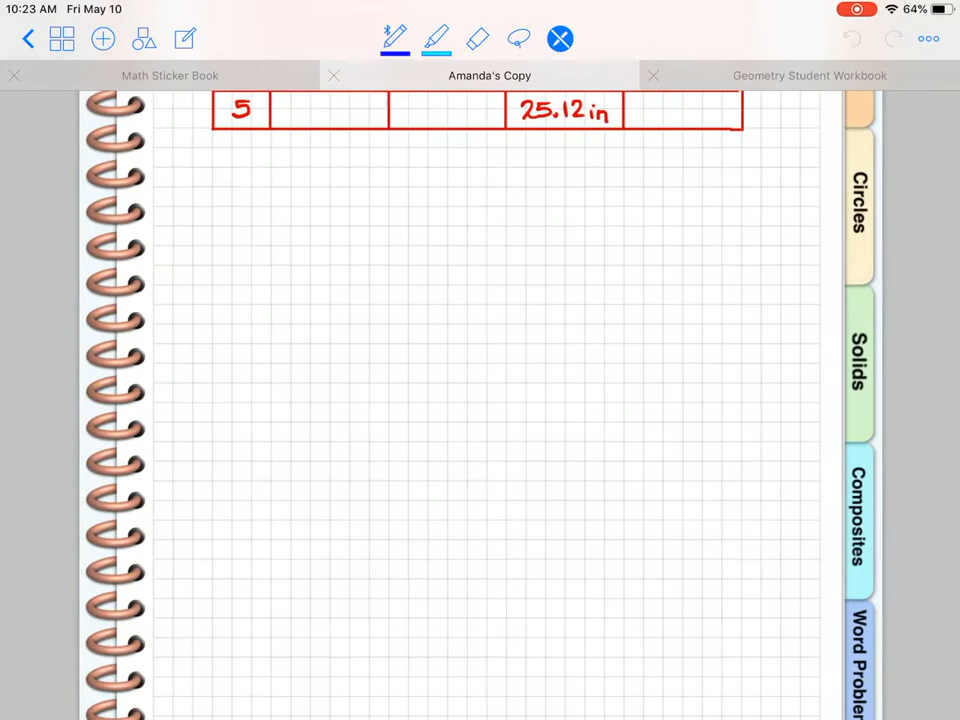 10:23 AM Fri May 10
64%
Math Sticker Book
Amanda's Copy
Geometry Student Workbook
5
25.12 in
Circles
Solids
Composites
Word Problem